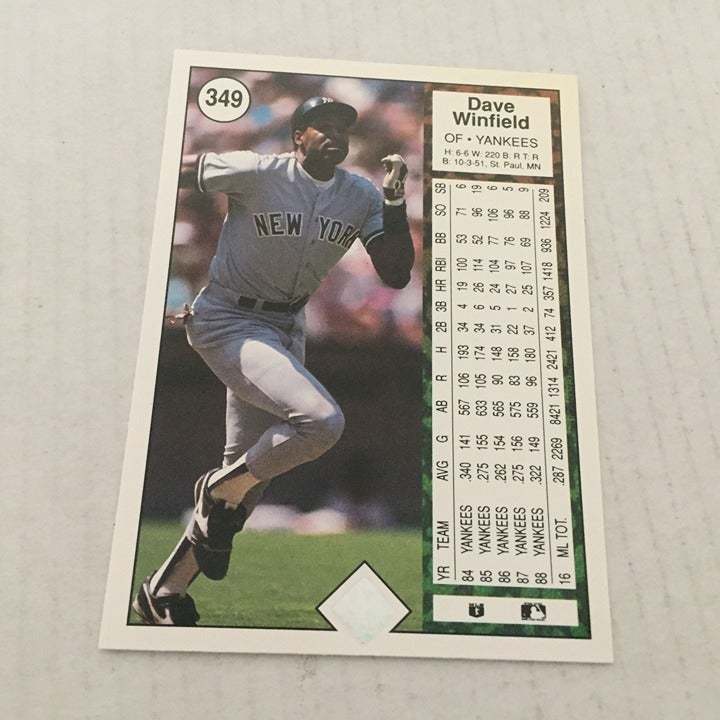 349
Dave
Winfield
OF • YANKEES
H: 6-6 W: 220 B: R T: R
B: 10-3-51, St. Paul, MN
NEW YORK
YR TEAM AVG G AB R H 2B 3B HR RBI BB SO SB
84 YANKEES .340 141 567 106 193 34 4 19 100 53 71 6
85 YANKEES .275 155 633 105 174 34 6 26 114 52 96 19
86 YANKEES .262 154 565 90 148 31 5 24 104 77 106 6
87 YANKEES .275 156 575 83 158 22 1 27 97 76 96 5
88 YANKEES .322 149 559 96 180 37 2 25 107 69 88 9
16 ML TOT. .287 2269 8421 1314 2421 412 74 357 1418 936 1224 209